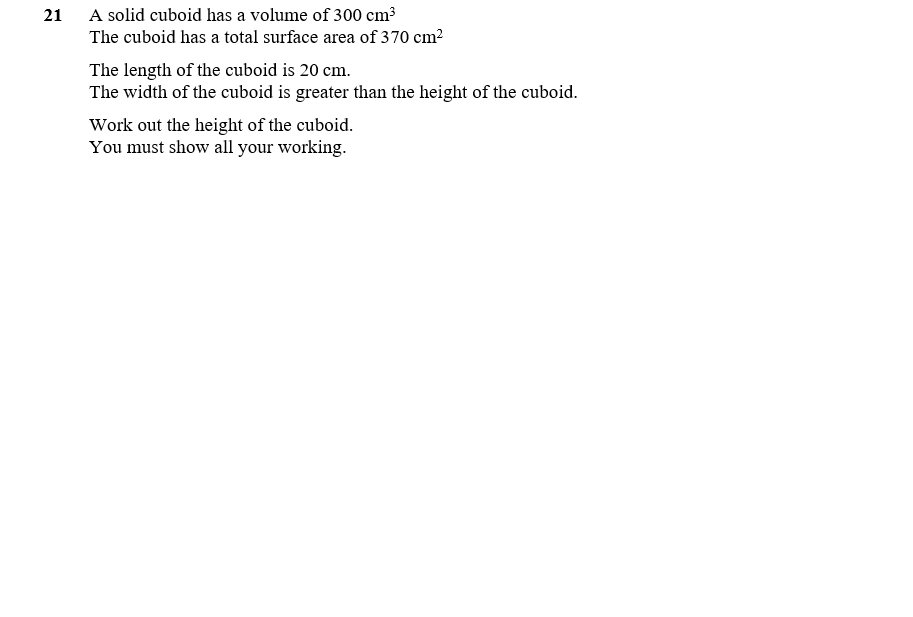 21 A solid cuboid has a volume of 300 cm³
The cuboid has a total surface area of 370 cm²
The length of the cuboid is 20 cm.
The width of the cuboid is greater than the height of the cuboid.
Work out the height of the cuboid.
You must show all your working.